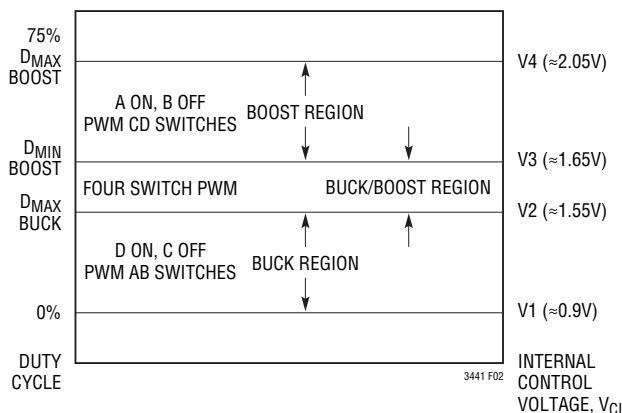 75%
DMAX
BOOST
V4 (≈2.05V)
A ON, B OFF
PWM CD SWITCHES
BOOST REGION
DMIN
BOOST
V3 (≈1.65V)
FOUR SWITCH PWM
BUCK/BOOST REGION
DMAX
BUCK
V2 (≈1.55V)
D ON, C OFF
PWM AB SWITCHES
BUCK REGION
0%
V1 (≈0.9V)
DUTY
CYCLE
3441 F02
INTERNAL
CONTROL
VOLTAGE,